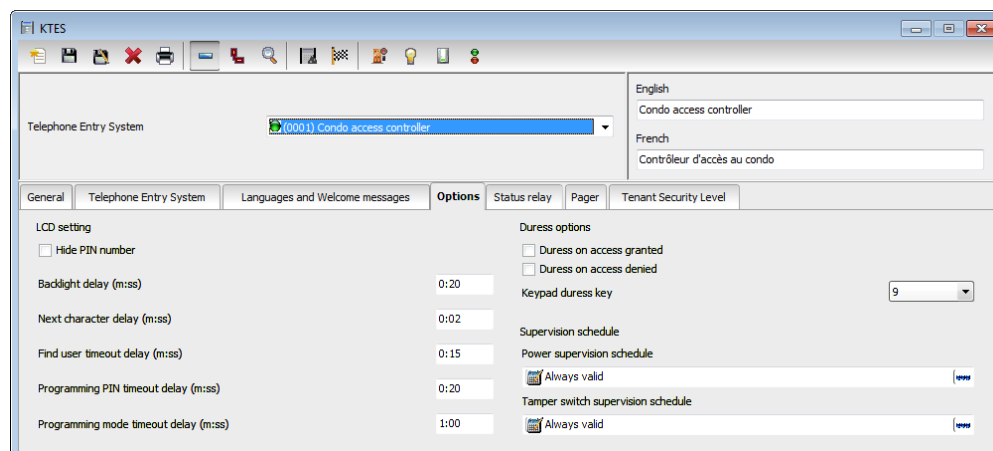 KTES
English
Condo access controller
Telephone Entry System
(0001) Condo access controller
French
Contrôleur d'accès au condo
General
Telephone Entry System
Languages and Welcome messages
Options
Status relay
Pager
Tenant Security Level
LCD setting
Hide PIN number
Backlight delay (m:ss)
0:20
Next character delay (m:ss)
0:02
Find user timeout delay (m:ss)
0:15
Programming PIN timeout delay (m:ss)
0:20
Programming mode timeout delay (m:ss)
1:00
Duress options
Duress on access granted
Duress on access denied
Keypad duress key
9
Supervision schedule
Power supervision schedule
Always valid
Tamper switch supervision schedule
Always valid